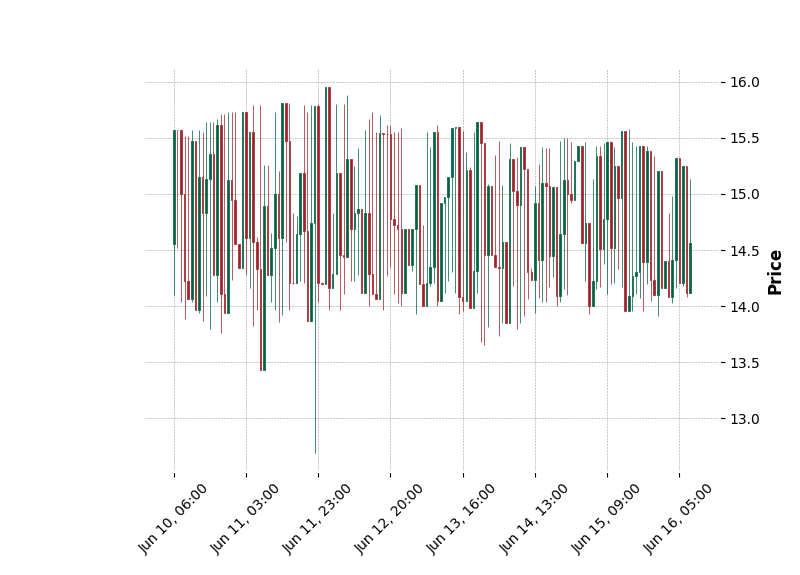 16.0
15.5
15.0
14.5
14.0
13.5
13.0
Price
Jun 10, 06:00
Jun 11, 03:00
Jun 11, 23:00
Jun 12, 20:00
Jun 13, 16:00
Jun 14, 13:00
Jun 15, 09:00
Jun 16, 05:00